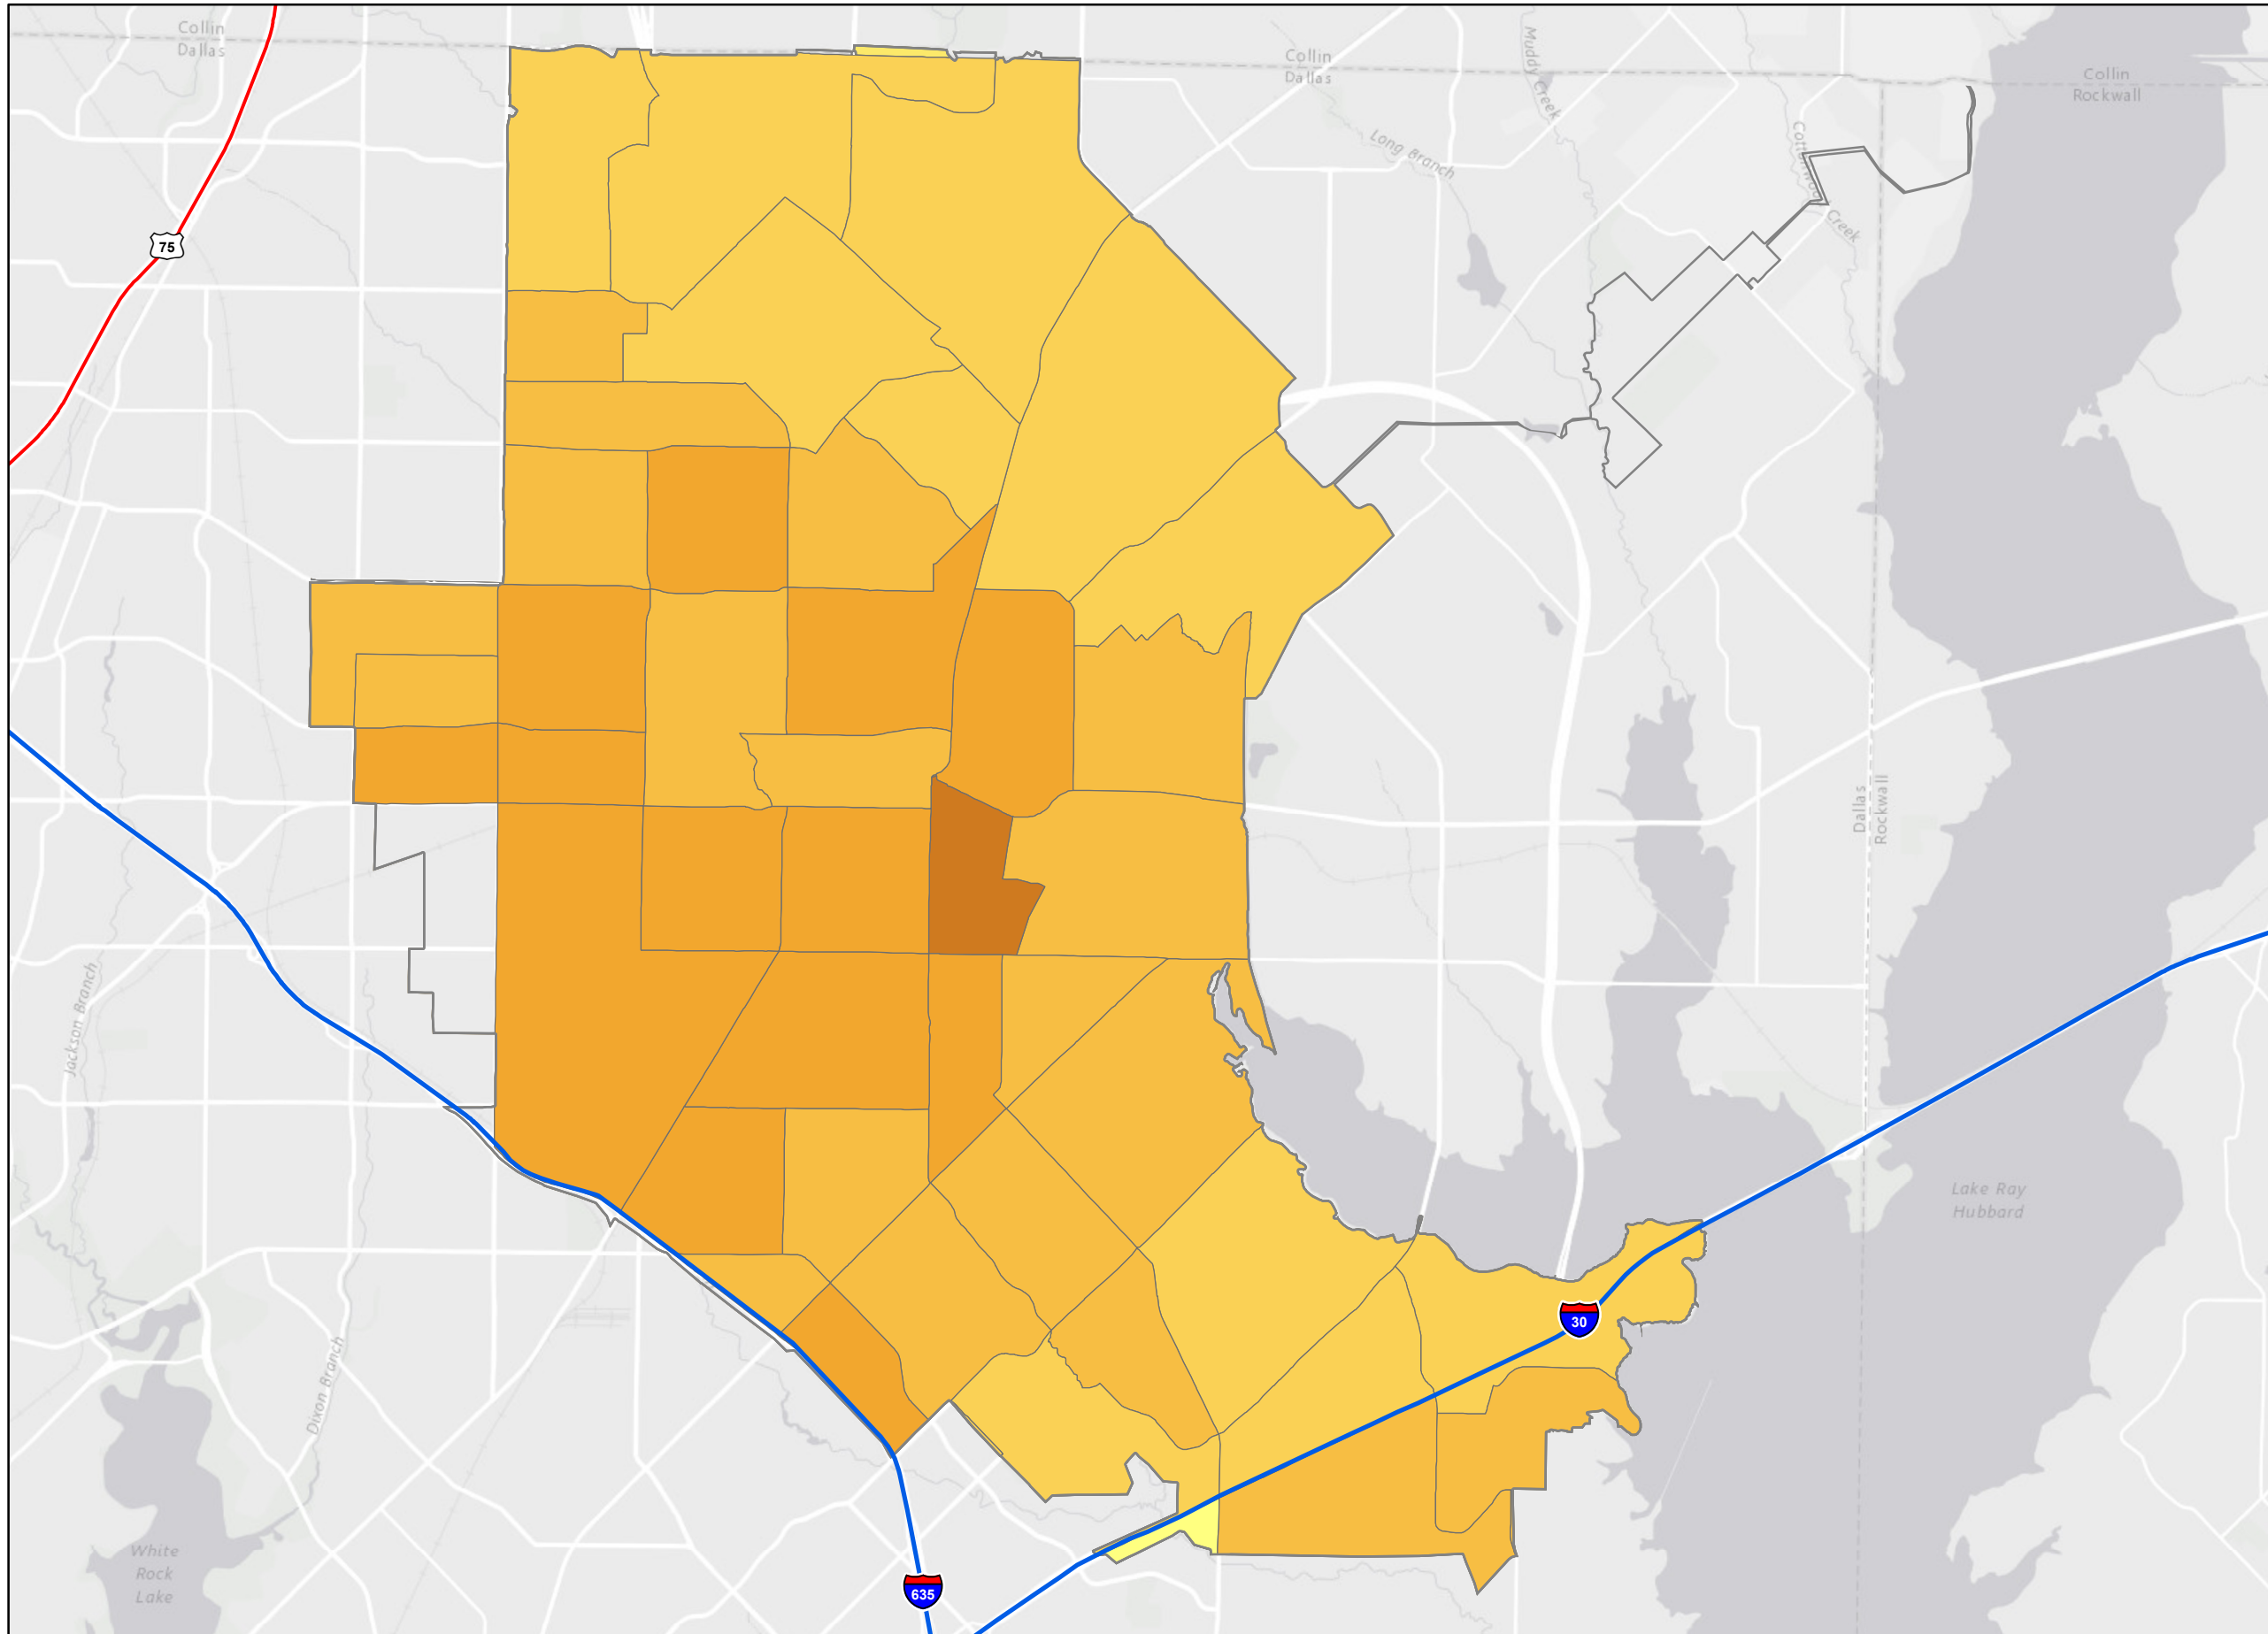 Collin
Dallas
Collin
Dallas
Muddy Creek
Collin
Rockwall
Long Branch
Cottonwood Creek
75
Dallas
Rockwall
Jackson Branch
Lake Ray
Hubbard
30
Dixon Branch
White
Rock
Lake
635